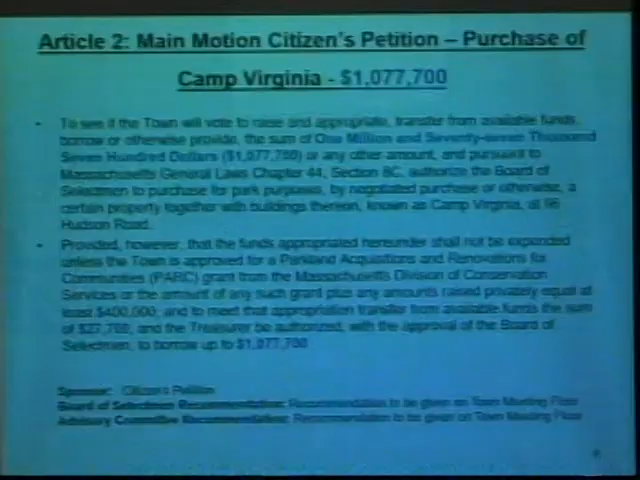 Article 2: Main Motion Citizen's Petition – Purchase of
Camp Virginia - $1,077,700
• To see if the Town will vote to raise and appropriate, transfer from available funds,
borrow or otherwise provide, the sum of One Million and Seventy-seven Thousand
Seven Hundred Dollars ($1,077,700) or any other amount, and pursuant to
Massachusetts General Laws Chapter 44, Section 8C, authorize the Board of
Selectmen to purchase for park purposes, by negotiated purchase or otherwise, a
certain property together with buildings thereon, known as Camp Virginia, at
Hudson Road.
• Provided, however, that the funds appropriated hereunder shall not be expended
unless the Town is approved for a Parkland Acquisitions and Renovations for
Communities (PARC) grant from the Massachusetts Division of Conservation
Services or the amount of any such grant plus any amounts raised privately equal at
least $400,000; and to meet that appropriation transfer from available funds the sum
of $27,700, and the Treasurer be authorized, with the approval of the Board of
Selectmen, to borrow up to $1,077,700
Sponsor: Citizen's Petition
Board of Selectmen Recommendation: Recommendation to be given on Town Meeting Floor
Advisory Committee Recommendation: Recommendation to be given on Town Meeting Floor